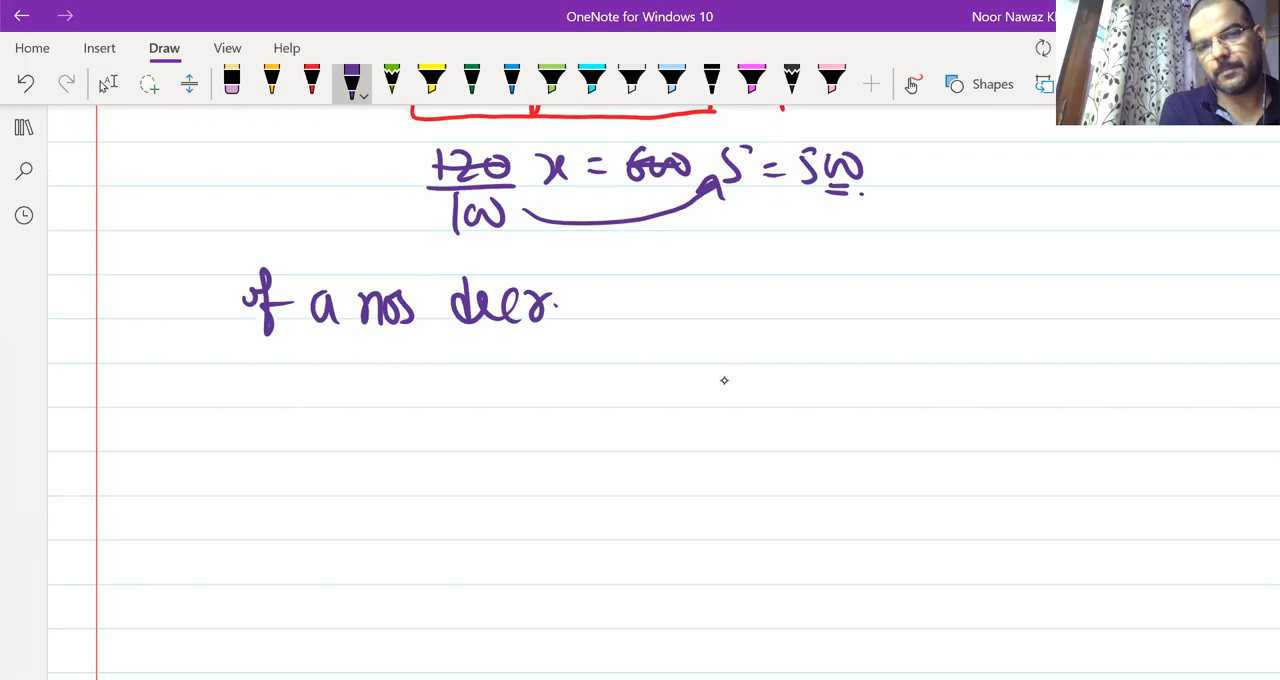 OneNote for Windows 10
Noor Nawaz Kh
Home Insert Draw View Help
Shapes
120 x = 600 5 = 500
100
If a nos decr.